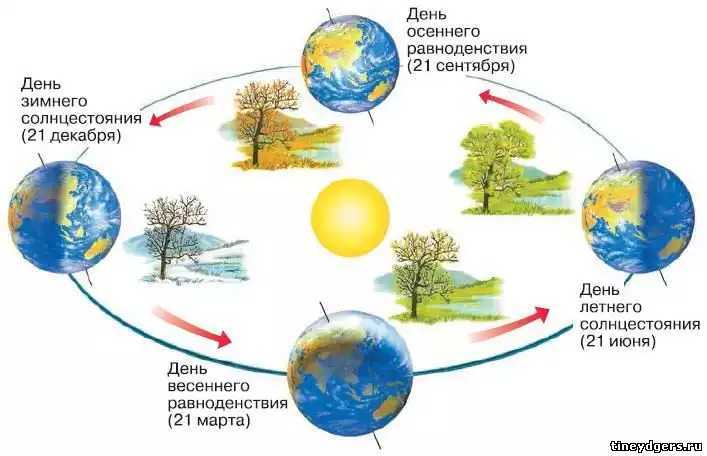 День
осеннего
равноденствия
(21 сентября)
День
зимнего
солнцестояния
(21 декабря)
День
летнего
солнцестояния
(21 июня)
День
весеннего
равноденствия
(21 марта)
tineydgers.ru